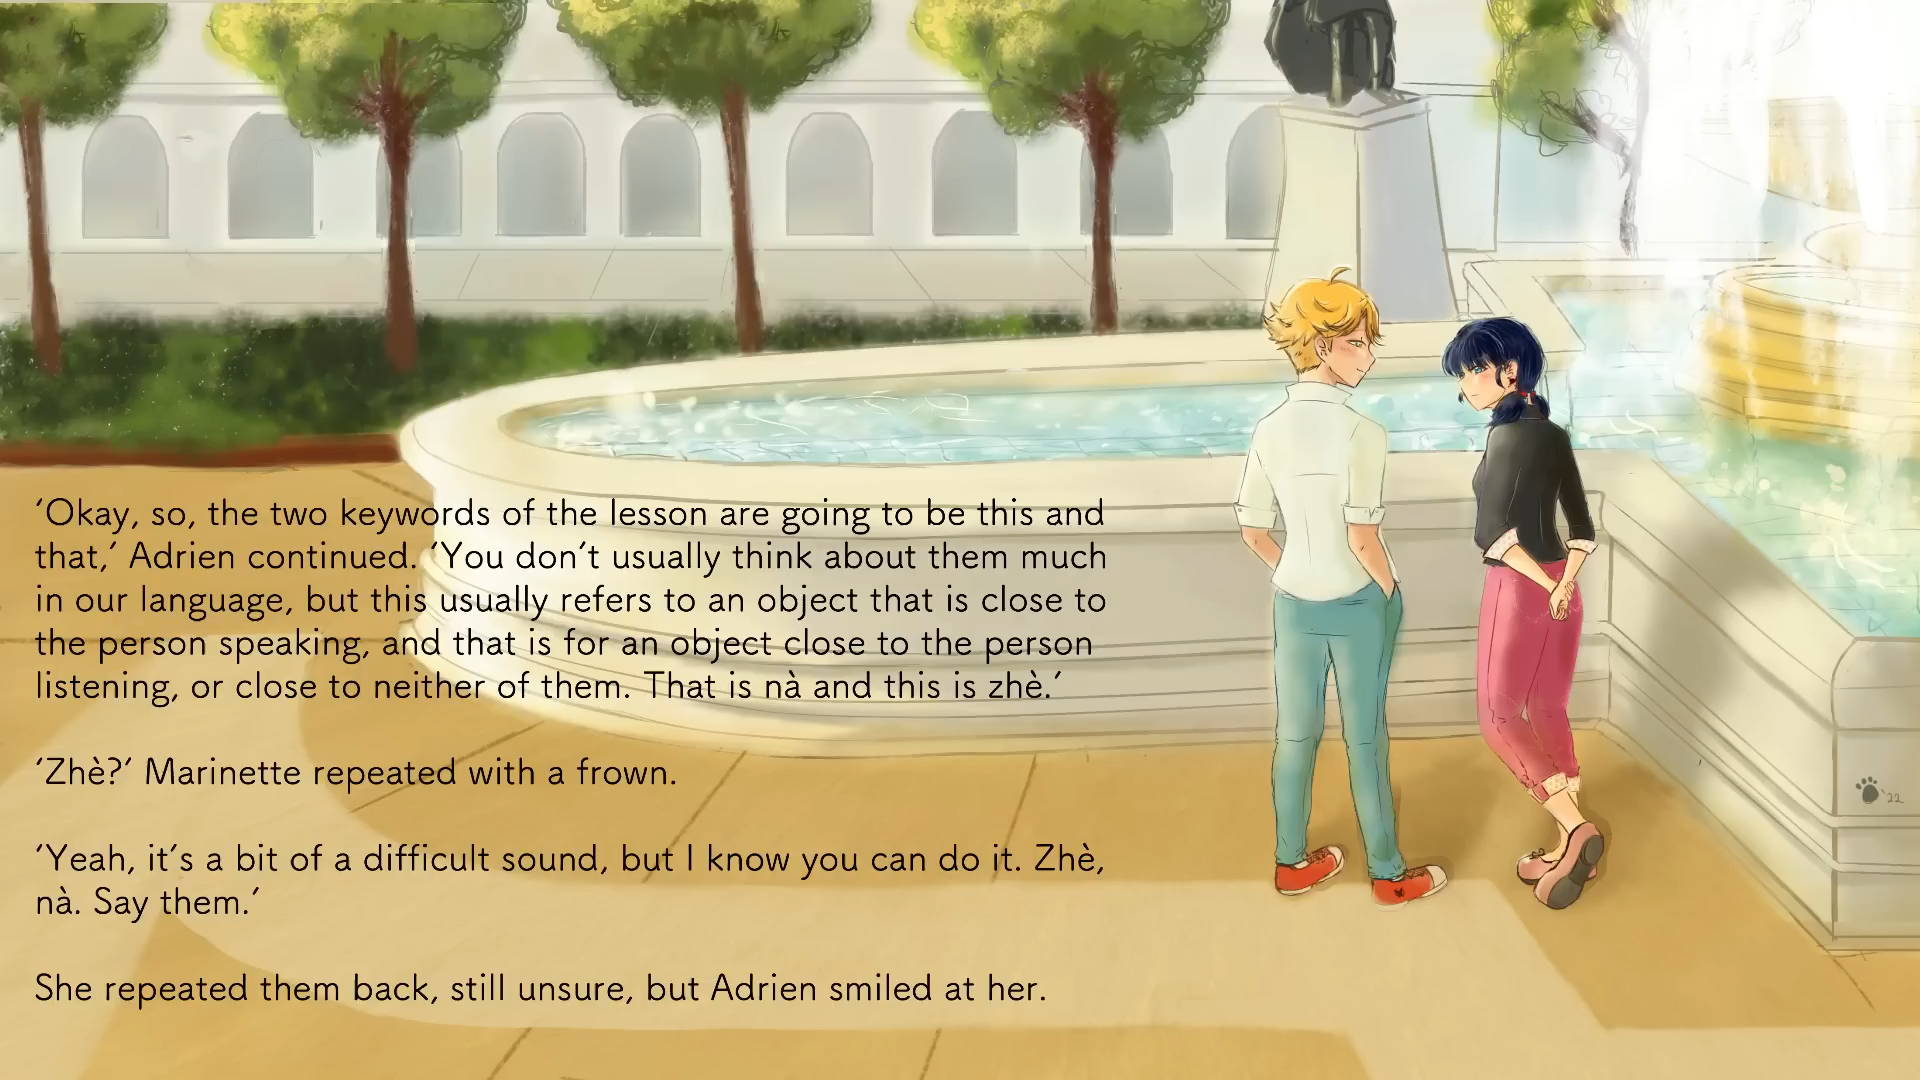 ‘Okay, so, the two keywords of the lesson are going to be this and
that,’ Adrien continued. ‘You don’t usually think about them much
in our language, but this usually refers to an object that is close to
the person speaking, and that is for an object close to the person
listening, or close to neither of them. That is nà and this is zhè.’
‘Zhè?’ Marinette repeated with a frown.
‘Yeah, it’s a bit of a difficult sound, but I know you can do it. Zhè,
nà. Say them.’
She repeated them back, still unsure, but Adrien smiled at her.
'22